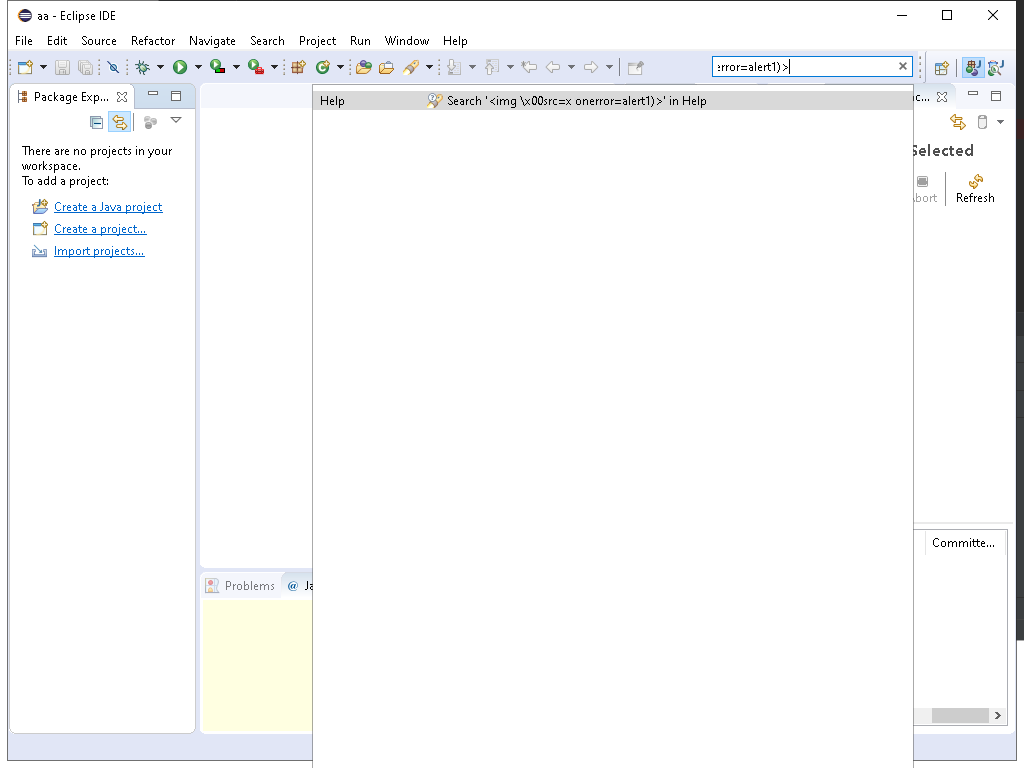 aa - Eclipse IDE
File Edit Source Refactor Navigate Search Project Run Window Help
rror=alert1)>
Package Exp...
c...
Help Search '<img \x00src=x onerror=alert1)>' in Help
There are no projects in your
workspace.
To add a project:
Selected
bort Refresh
Create a Java project
Create a project...
Import projects...
Committe...
Problems @ Ja